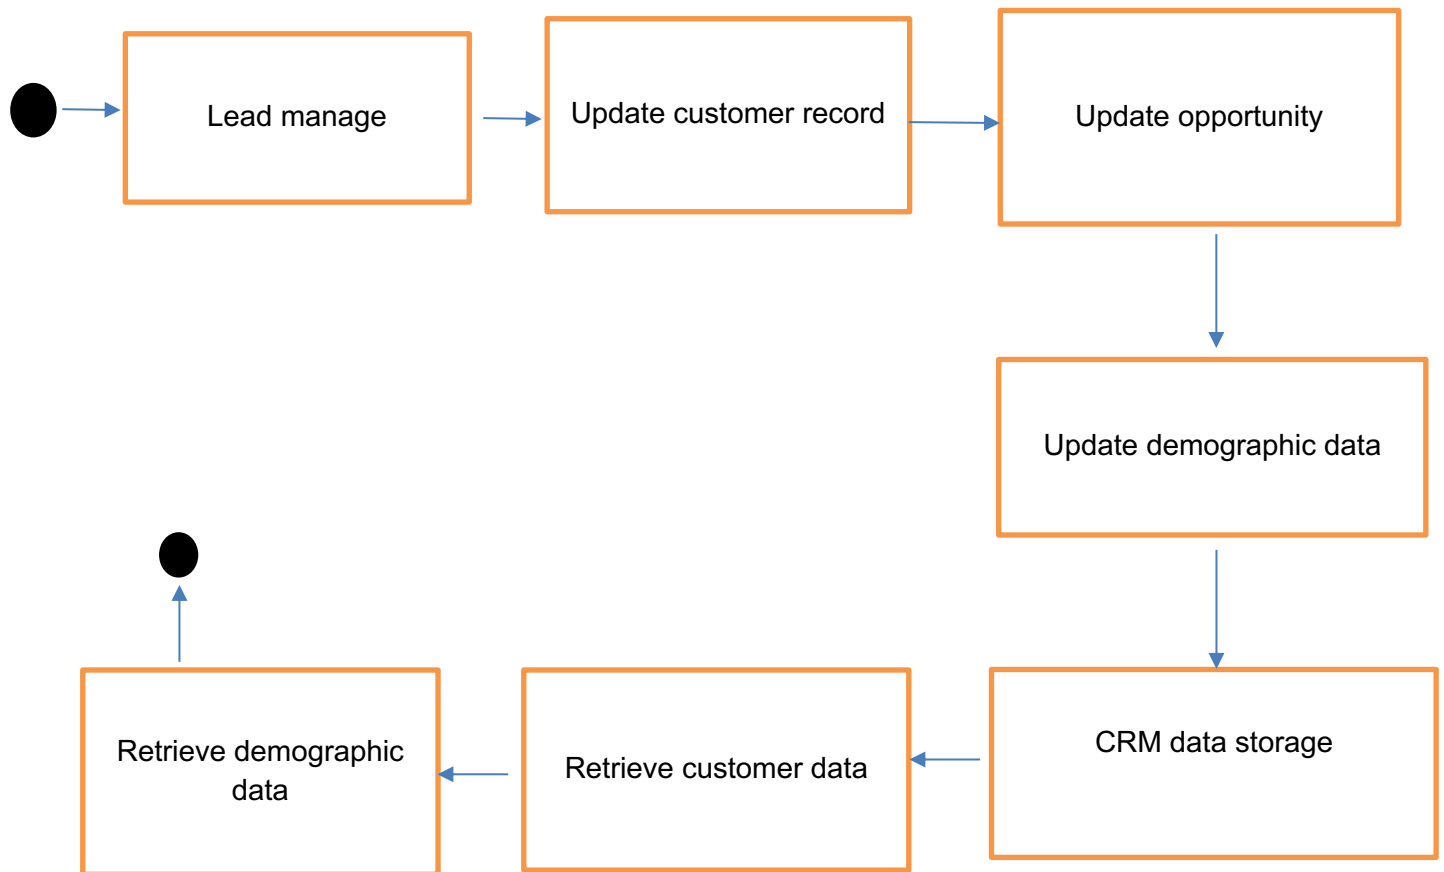 Lead manage
Update customer record
Update opportunity
Update demographic data
CRM data storage
Retrieve customer data
Retrieve demographic
data